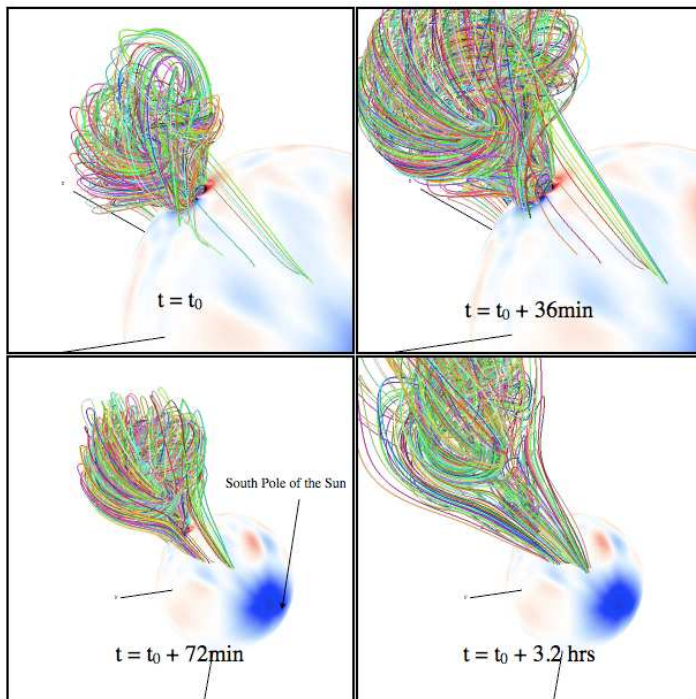 t = t₀
t = t₀ + 36min
South Pole of the Sun
t = t₀ + 72min
t = t₀ + 3.2 hrs